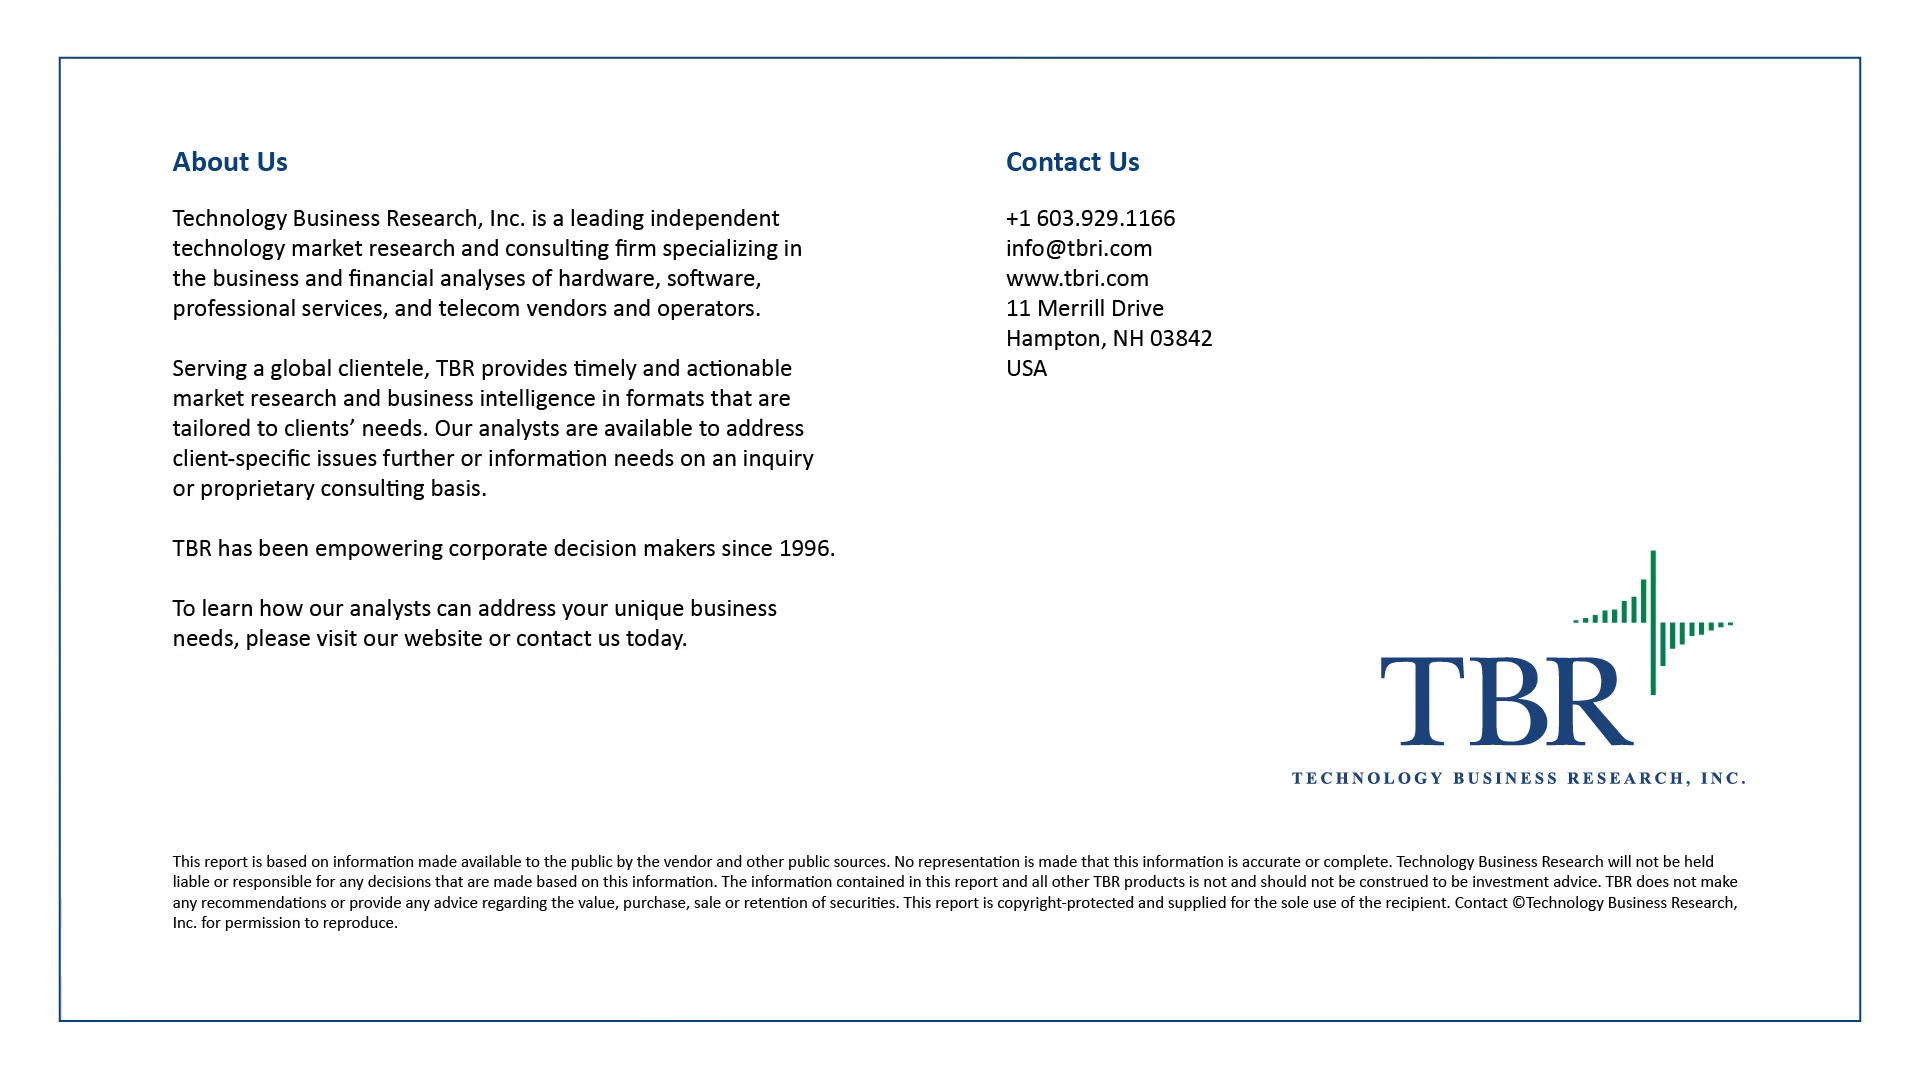 About Us
Technology Business Research, Inc. is a leading independent
technology market research and consulting firm specializing in
the business and financial analyses of hardware, software,
professional services, and telecom vendors and operators.
Serving a global clientele, TBR provides timely and actionable
market research and business intelligence in formats that are
tailored to clients’ needs. Our analysts are available to address
client-specific issues further or information needs on an inquiry
or proprietary consulting basis.
TBR has been empowering corporate decision makers since 1996.
To learn how our analysts can address your unique business
needs, please visit our website or contact us today.
Contact Us
+1 603.929.1166
info@tbri.com
www.tbri.com
11 Merrill Drive
Hampton, NH 03842
USA
TBR
TECHNOLOGY BUSINESS RESEARCH, INC.
This report is based on information made available to the public by the vendor and other public sources. No representation is made that this information is accurate or complete. Technology Business Research will not be held
liable or responsible for any decisions that are made based on this information. The information contained in this report and all other TBR products is not and should not be construed to be investment advice. TBR does not make
any recommendations or provide any advice regarding the value, purchase, sale or retention of securities. This report is copyright-protected and supplied for the sole use of the recipient. Contact ©Technology Business Research,
Inc. for permission to reproduce.